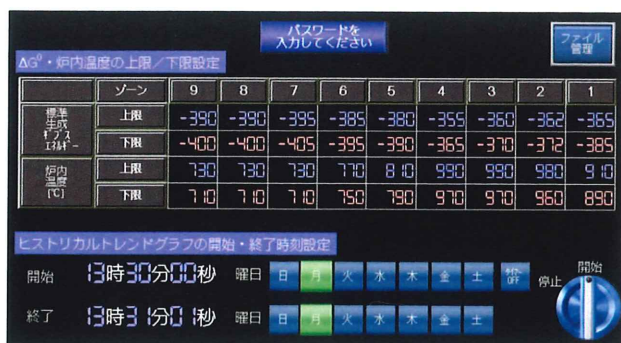 パスワードを
入力してください
ファイル
管理
ΔG⁰・炉内温度の上限／下限設定
ゾーン 9 8 7 6 5 4 3 2 1
標準
生成
ギブス
エネルギー
上限 -390 -390 -395 -385 -380 -355 -360 -362 -365
下限 -400 -400 -405 -395 -390 -365 -370 -372 -385
炉内
温度
[℃]
上限 730 730 730 770 810 990 990 980 910
下限 710 710 710 750 790 970 970 960 890
ヒストリカルトレンドグラフの開始・終了時刻設定
開始 13時30分00秒 曜日 日 月 火 水 木 金 土 ﾀｲﾏｰ OFF 停止 開始
終了 13時31分01秒 曜日 日 月 火 水 木 金 土